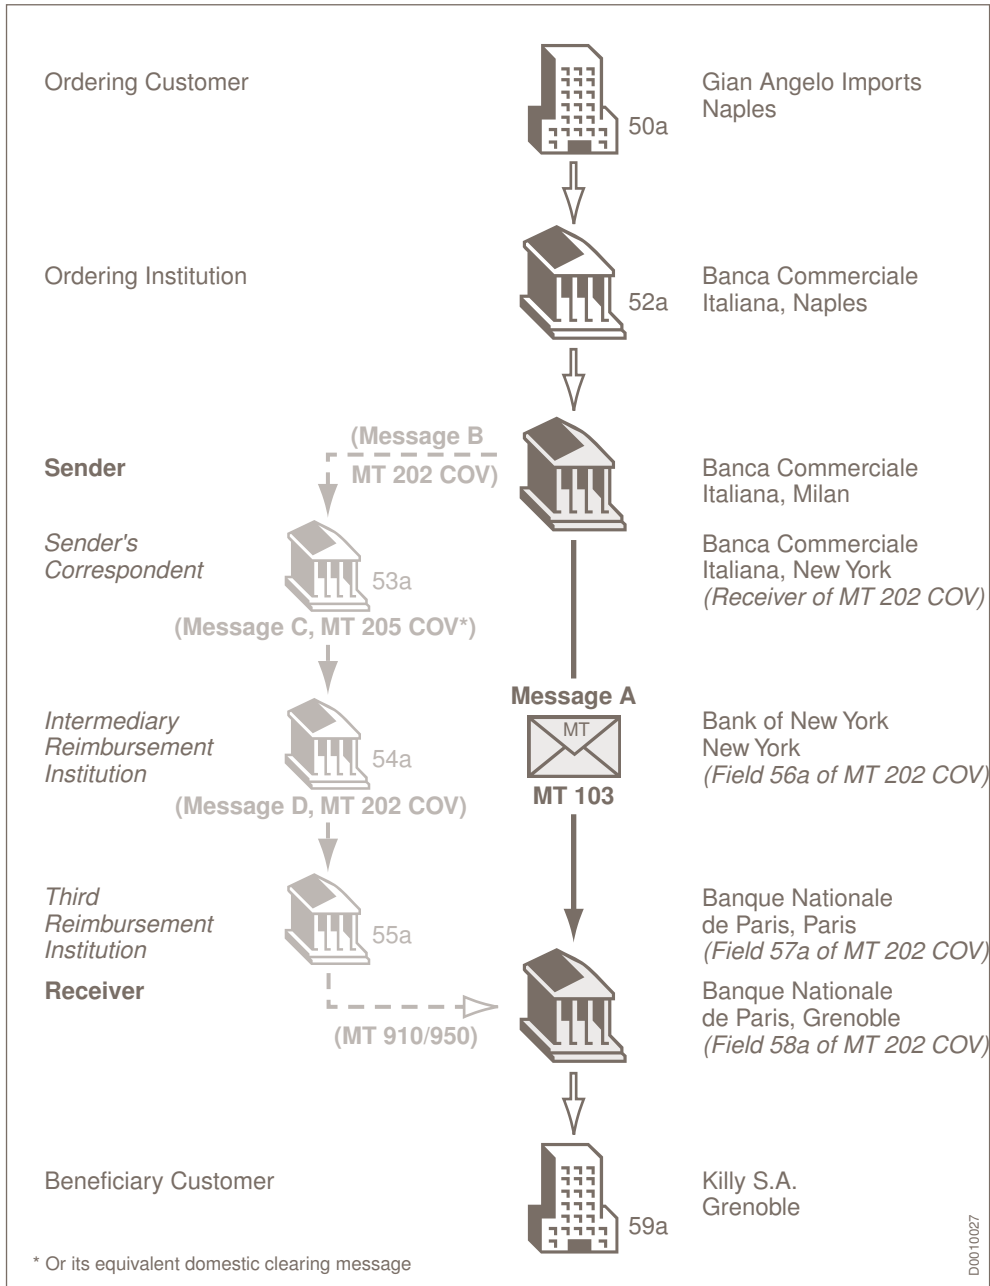 Ordering Customer
50a
Gian Angelo Imports
Naples
Ordering Institution
52a
Banca Commerciale
Italiana, Naples
(Message B
MT 202 COV)
Sender
Banca Commerciale
Italiana, Milan
Sender's
Correspondent
53a
Banca Commerciale
Italiana, New York
(Receiver of MT 202 COV)
(Message C, MT 205 COV*)
Message A
MT
MT 103
Intermediary
Reimbursement
Institution
54a
Bank of New York
New York
(Field 56a of MT 202 COV)
(Message D, MT 202 COV)
Third
Reimbursement
Institution
55a
Banque Nationale
de Paris, Paris
(Field 57a of MT 202 COV)
Receiver
(MT 910/950)
Banque Nationale
de Paris, Grenoble
(Field 58a of MT 202 COV)
Beneficiary Customer
59a
Killy S.A.
Grenoble
* Or its equivalent domestic clearing message
D0010027